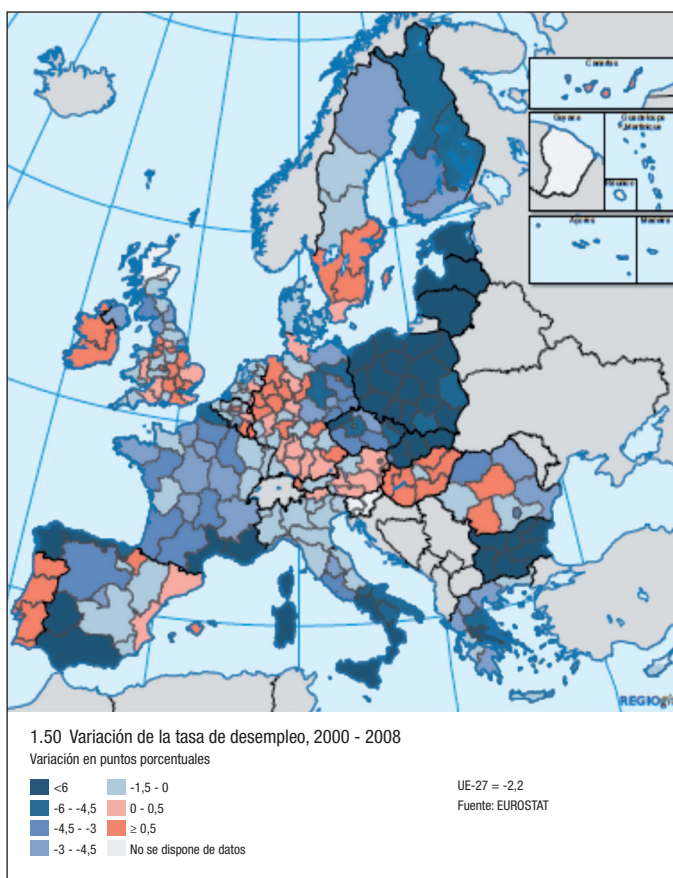 Canarias
Guyane
Guadeloupe
Martinique
Réunion
Açores
Madeira
REGIOgis
1.50 Variación de la tasa de desempleo, 2000 - 2008
Variación en puntos porcentuales
<6
-6 - -4,5
-4,5 - -3
-3 - -4,5
-1,5 - 0
0 - 0,5
≥ 0,5
No se dispone de datos
UE-27 = -2,2
Fuente: EUROSTAT